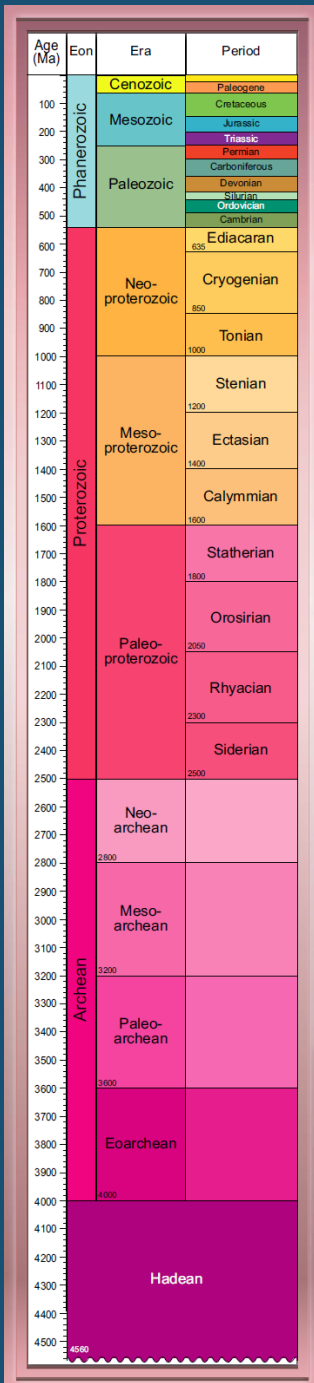 Age
(Ma)
Eon
Era
Period
100
200
300
400
500
600
700
800
900
1000
1100
1200
1300
1400
1500
1600
1700
1800
1900
2000
2100
2200
2300
2400
2500
2600
2700
2800
2900
3000
3100
3200
3300
3400
3500
3600
3700
3800
3900
4000
4100
4200
4300
4400
4500
Phanerozoic
Proterozoic
Archean
Cenozoic
Mesozoic
Paleozoic
Neo-
proterozoic
Meso-
proterozoic
Paleo-
proterozoic
Neo-
archean
2800
Meso-
archean
3200
Paleo-
archean
3600
Eoarchean
4000
Paleogene
Cretaceous
Jurassic
Triassic
Permian
Carboniferous
Devonian
Silurian
Ordovician
Cambrian
Ediacaran
635
Cryogenian
850
Tonian
1000
Stenian
1200
Ectasian
1400
Calymmian
1600
Statherian
1800
Orosirian
2050
Rhyacian
2300
Siderian
2500
Hadean
4560